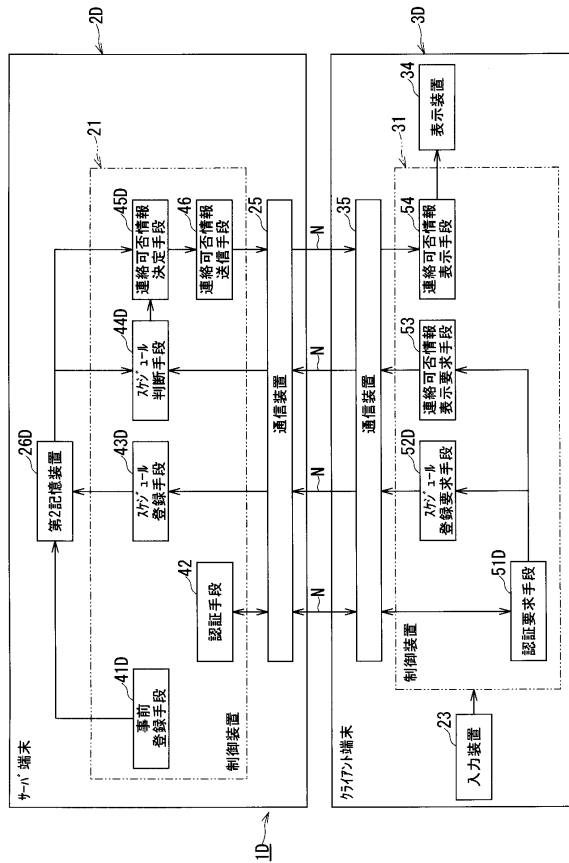 1D
2D
サーバ端末
26D
第2記憶装置
21
41D
事前
登録手段
42
認証手段
43D
スケジュール
登録手段
44D
スケジュール
判断手段
45D
連絡可否情報
決定手段
46
連絡可否情報
送信手段
制御装置
25
通信装置
N
N
N
N
35
通信装置
3D
クライアント端末
31
制御装置
23
入力装置
51D
認証要求手段
52D
スケジュール
登録要求手段
53
連絡可否情報
表示要求手段
54
連絡可否情報
表示手段
34
表示装置